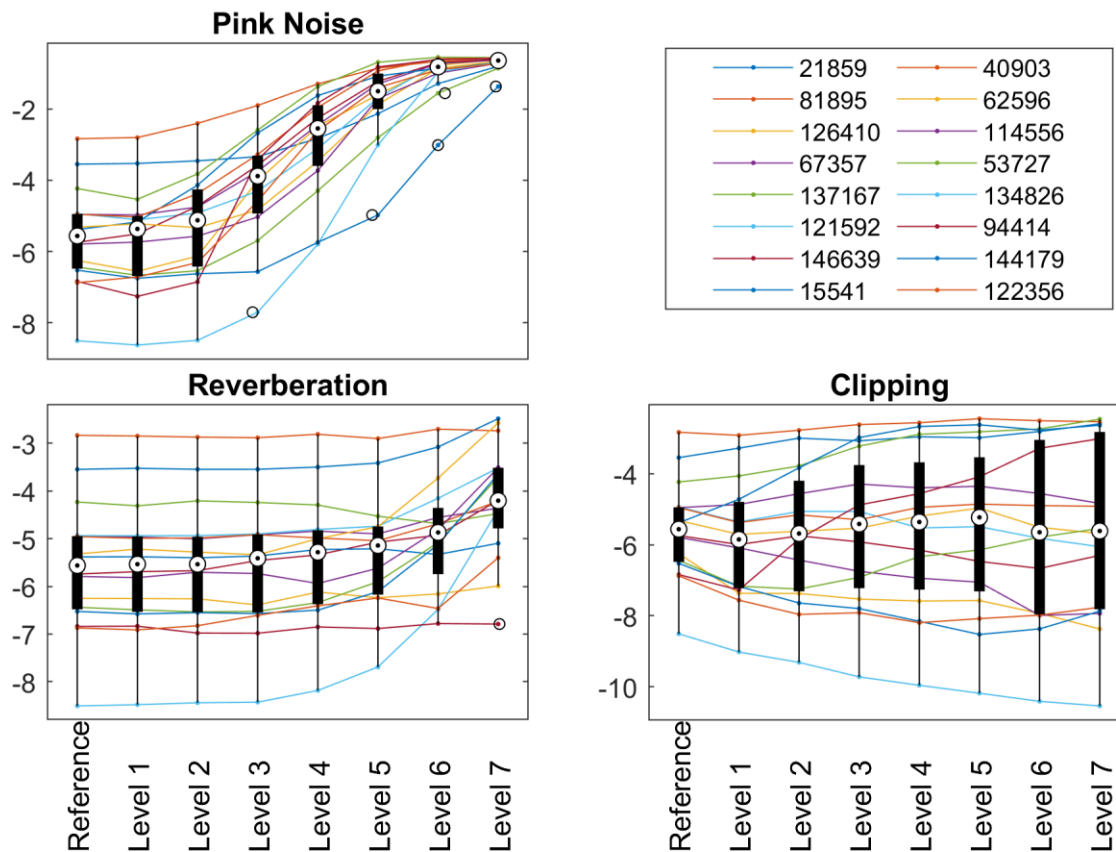 Pink Noise
-2
-4
-6
-8
21859 40903
81895 62596
126410 114556
67357 53727
137167 134826
121592 94414
146639 144179
15541 122356
Reverberation
-3
-4
-5
-6
-7
-8
Reference
Level 1
Level 2
Level 3
Level 4
Level 5
Level 6
Level 7
Clipping
-4
-6
-8
-10
Reference
Level 1
Level 2
Level 3
Level 4
Level 5
Level 6
Level 7